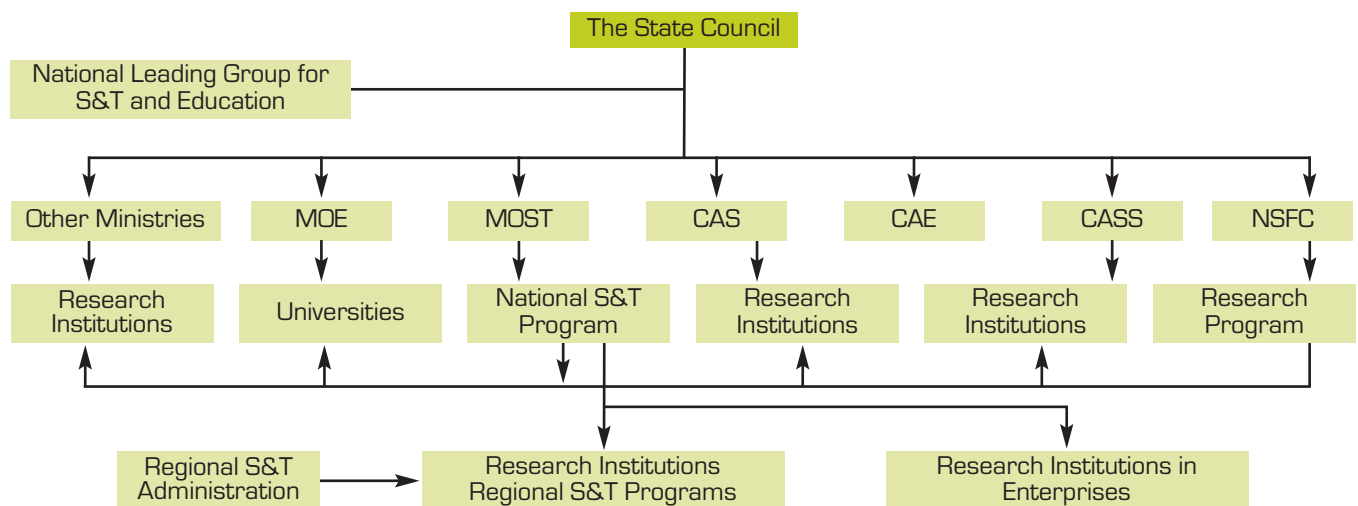 The State Council
National Leading Group for
S&T and Education
Other Ministries
MOE
MOST
CAS
CAE
CASS
NSFC
Research
Institutions
Universities
National S&T
Program
Research
Institutions
Research
Institutions
Research
Program
Regional S&T
Administration
Research Institutions
Regional S&T Programs
Research Institutions in
Enterprises